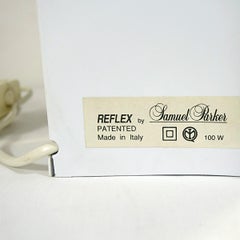 REFLEX by Samuel Parker
PATENTED
Made in Italy 100 W